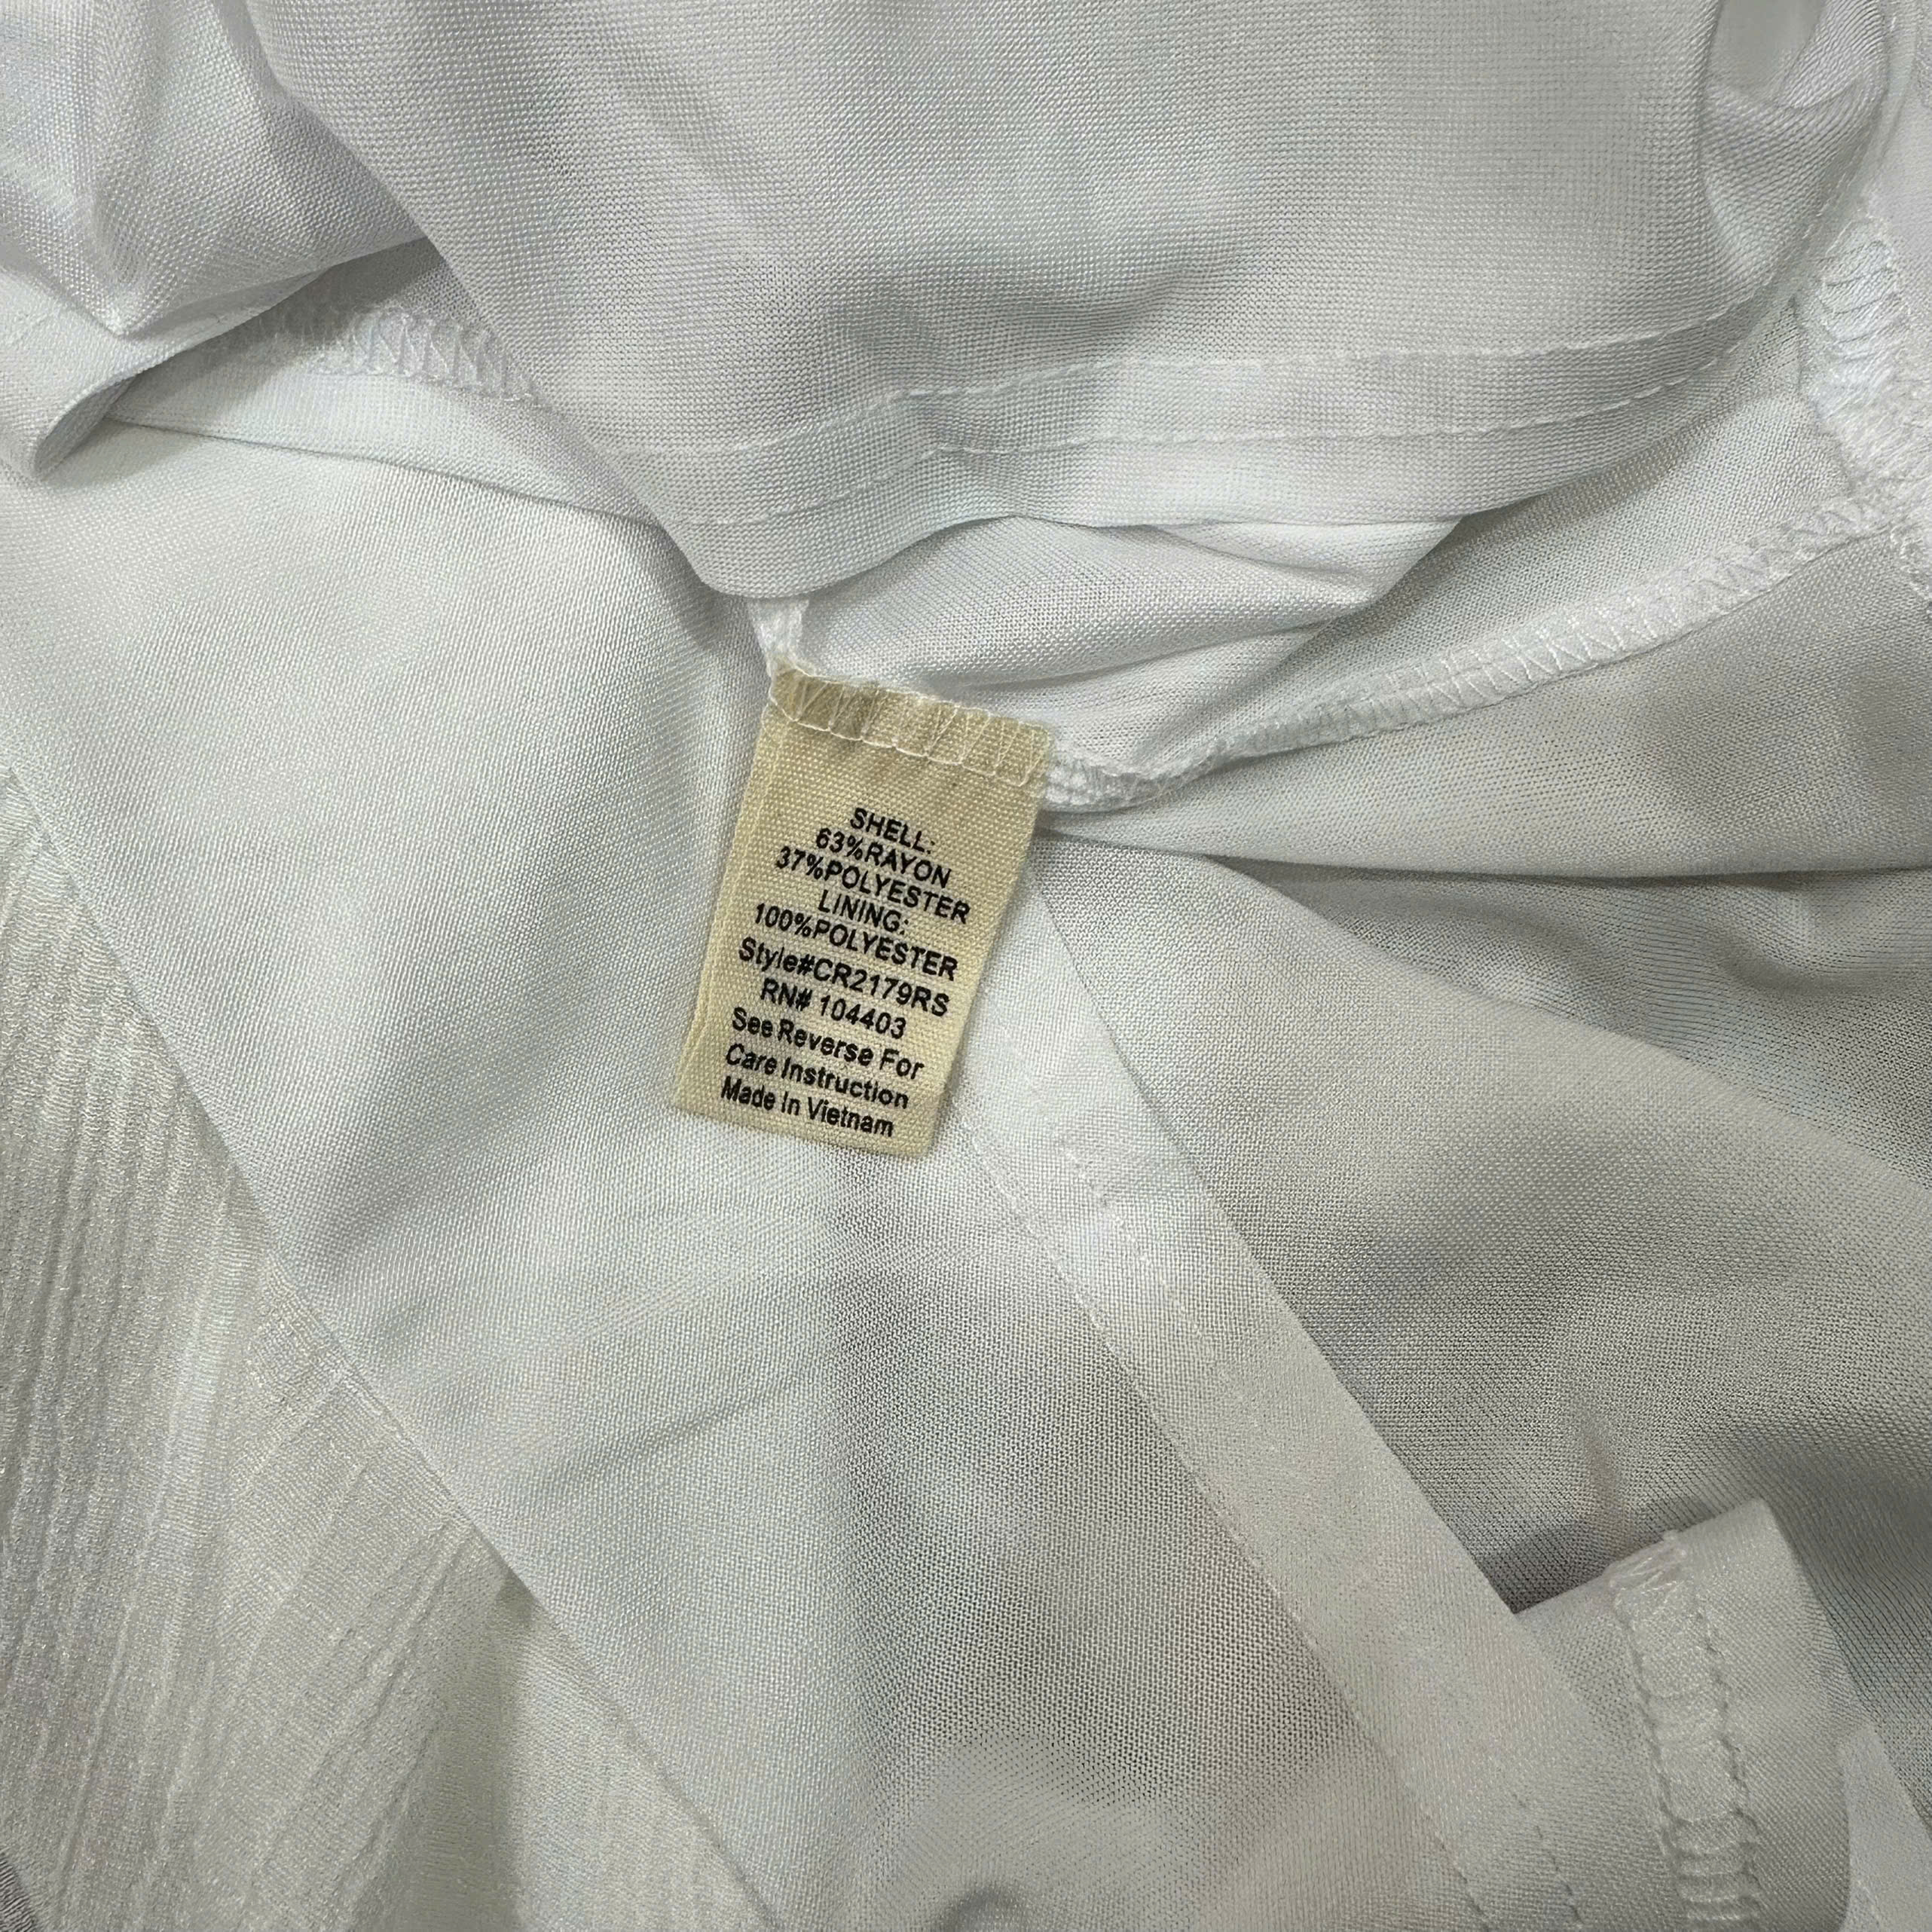 SHELL:
63%RAYON
37%POLYESTER
LINING:
100%POLYESTER
Style#CR2179RS
RN# 104403
See Reverse For
Care Instruction
Made In Vietnam